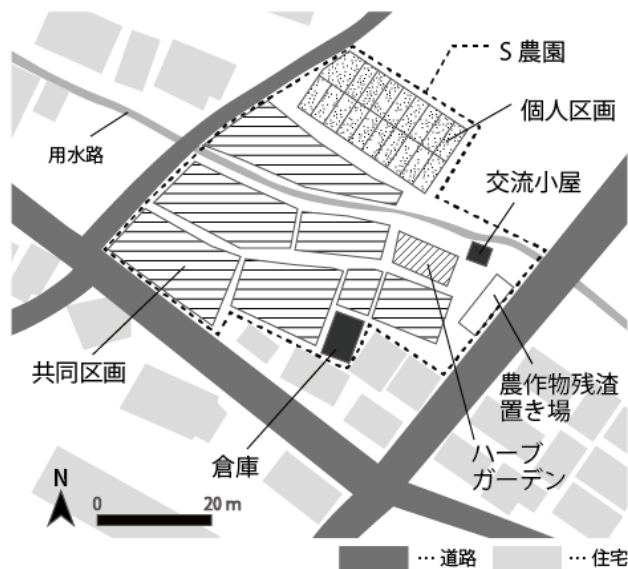 S 農園
個人区画
用水路
交流小屋
共同区画
農作物残渣
置き場
倉庫
ハーブ
ガーデン
N
0 20 m
… 道路 … 住宅